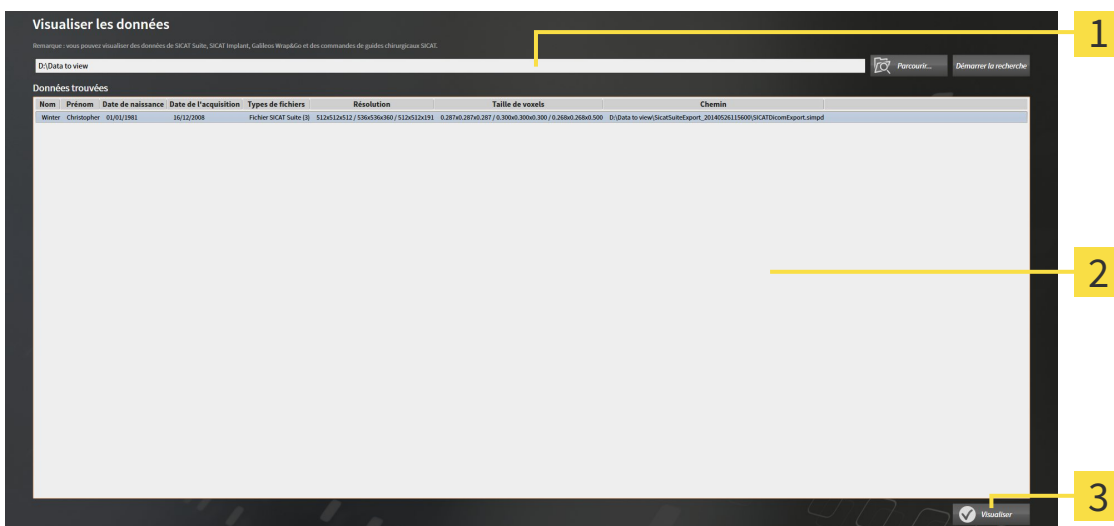 Visualiser les données
1
Remarque : vous pouvez visualiser des données de SICAT Suite, SICAT Implant, Galileos Wrap&Go et des commandes de guides chirurgicaux SICAT.
D:\Data to view Parcourir... Démarrer la recherche
Données trouvées
Nom Prénom Date de naissance Date de l'acquisition Types de fichiers Résolution Taille de voxels Chemin
Winter Christopher 01/01/1981 16/12/2008 Fichier SICAT Suite (3) 512x512x512 / 536x536x360 / 512x512x191 0.287x0.287x0.287 / 0.300x0.300x0.300 / 0.268x0.268x0.500 D:\Data to view\SicatSuiteExport_20140526115600\SICATDicomExport.simpd
2
3
Visualiser